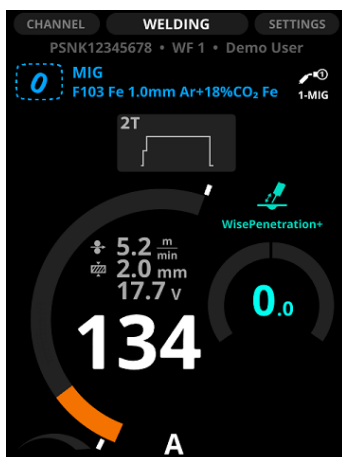 CHANNEL WELDING SETTINGS
PSNK12345678 • WF 1 • Demo User
0 MIG
F103 Fe 1.0mm Ar+18%CO₂ Fe
1
1-MIG
2T
WisePenetration+
5.2 m/min
2.0 mm
17.7 V
0.0
134
A